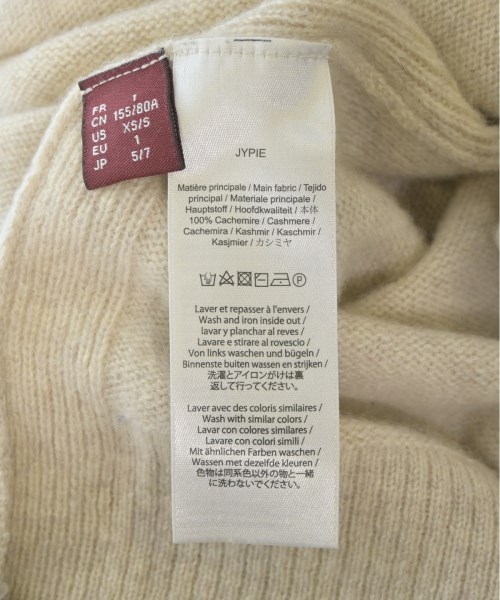 FR 1
CN 155/80A
US XS/S
EU 1
JP 5/7
JYPIE
Matière principale / Main fabric / Tejido
principal / Materiale principale /
Hauptstoff / Hoofdkwaliteit / 本体
100% Cachemire / Cashmere /
Cachemira / Kashmir / Kaschmir /
Kasjmier / カシミヤ
P
Laver et repasser à l'envers /
Wash and iron inside out /
lavar y planchar al reves /
Lavare e stirare al rovescio /
Von links waschen und bügeln /
Binnenste buiten wassen en strijken /
洗濯とアイロンがけは裏
返して行ってください。
Laver avec des coloris similaires /
Wash with similar colors /
Lavar con colores similares /
Lavare con colori simili /
Mit ähnlichen Farben waschen /
Wassen met dezelfde kleuren /
色物は同系色以外の物と一緒
に洗わないでください。